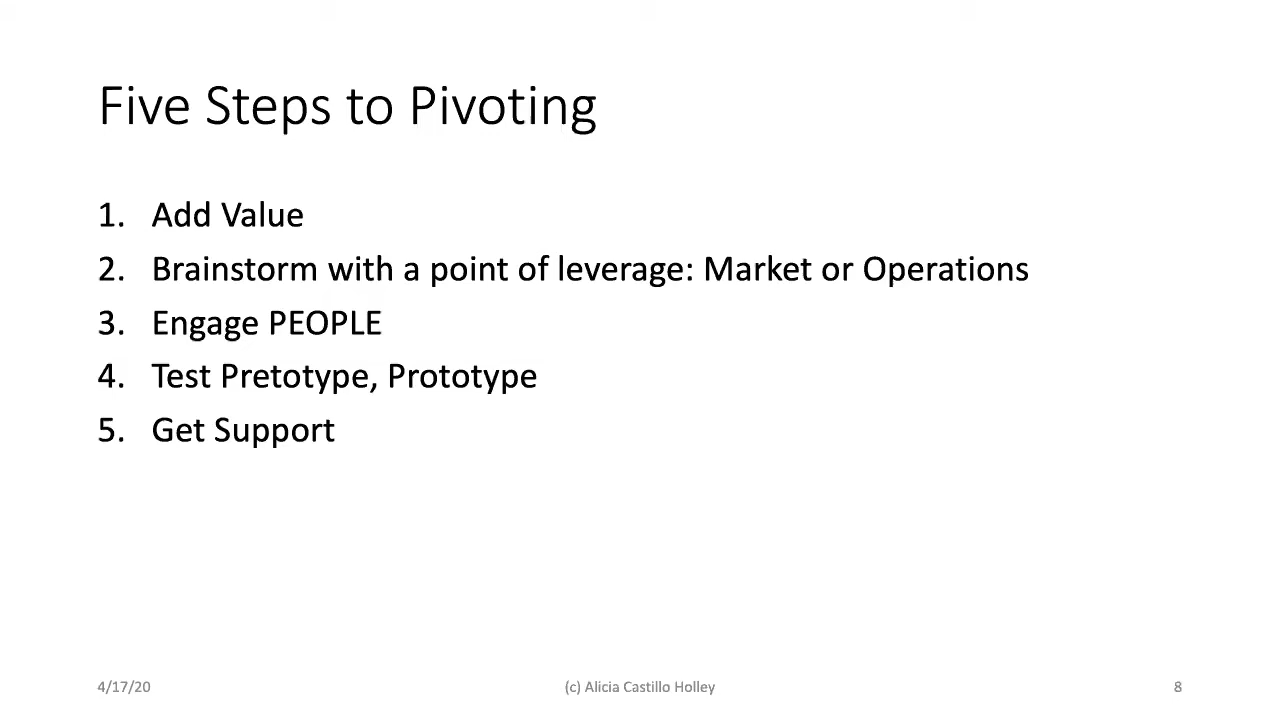 Five Steps to Pivoting
1. Add Value
2. Brainstorm with a point of leverage: Market or Operations
3. Engage PEOPLE
4. Test Pretotype, Prototype
5. Get Support
4/17/20
(c) Alicia Castillo Holley
8